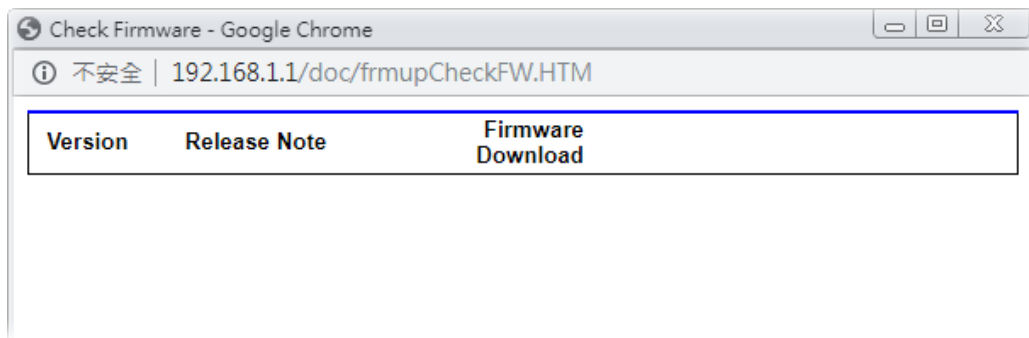 Check Firmware - Google Chrome
不安全 | 192.168.1.1/doc/frmupCheckFW.HTM
Version Release Note Firmware
Download